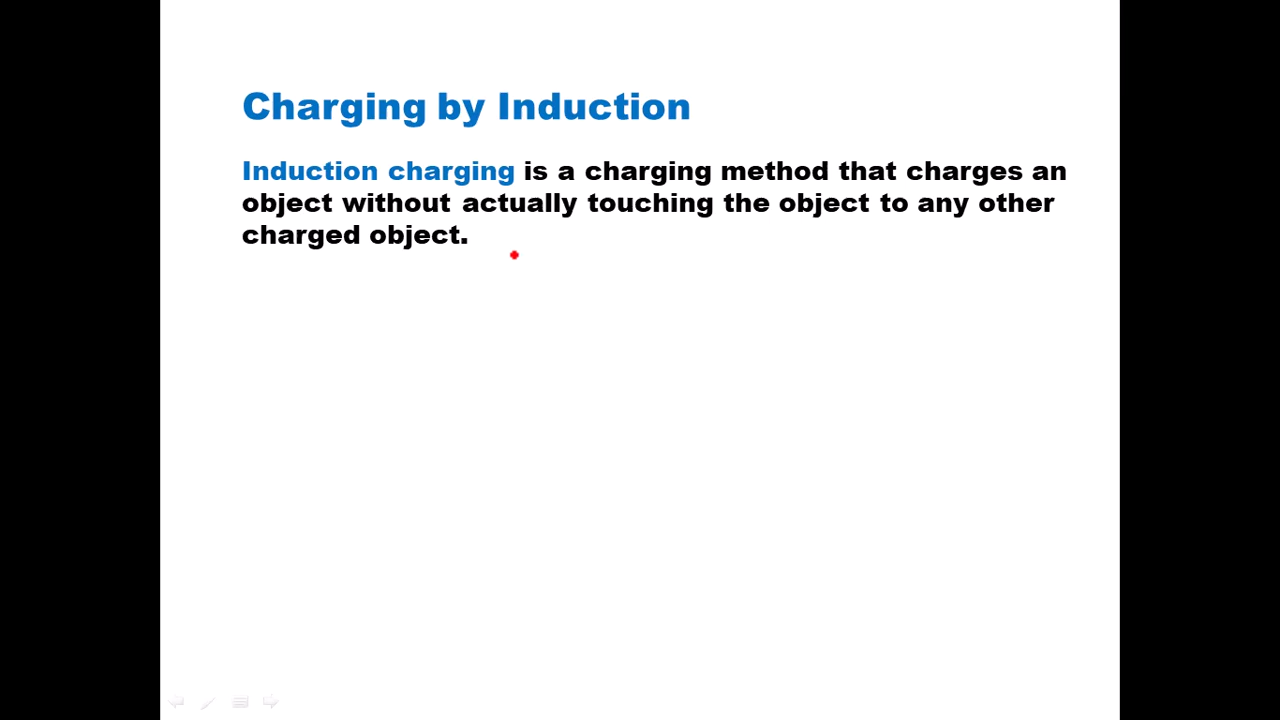 Charging by Induction
Induction charging is a charging method that charges an
object without actually touching the object to any other
charged object.